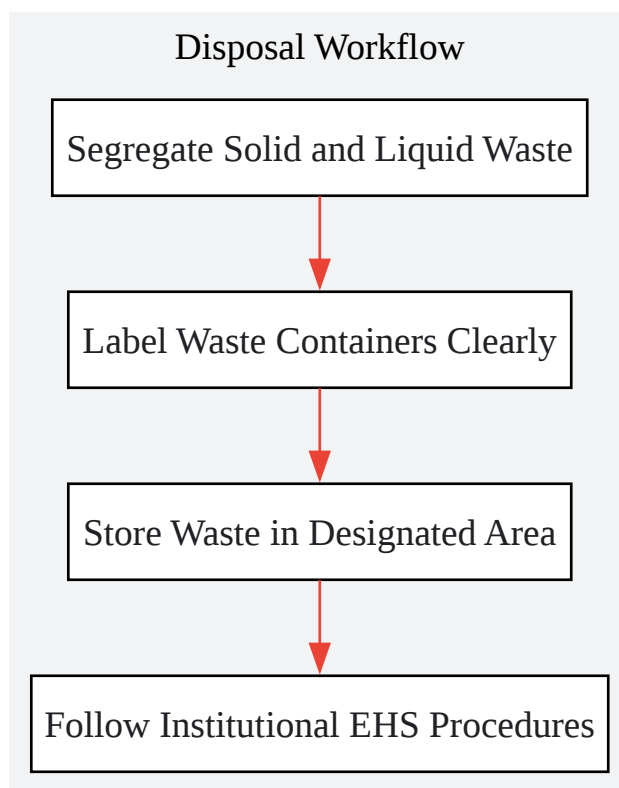 Disposal Workflow
Segregate Solid and Liquid Waste
Label Waste Containers Clearly
Store Waste in Designated Area
Follow Institutional EHS Procedures